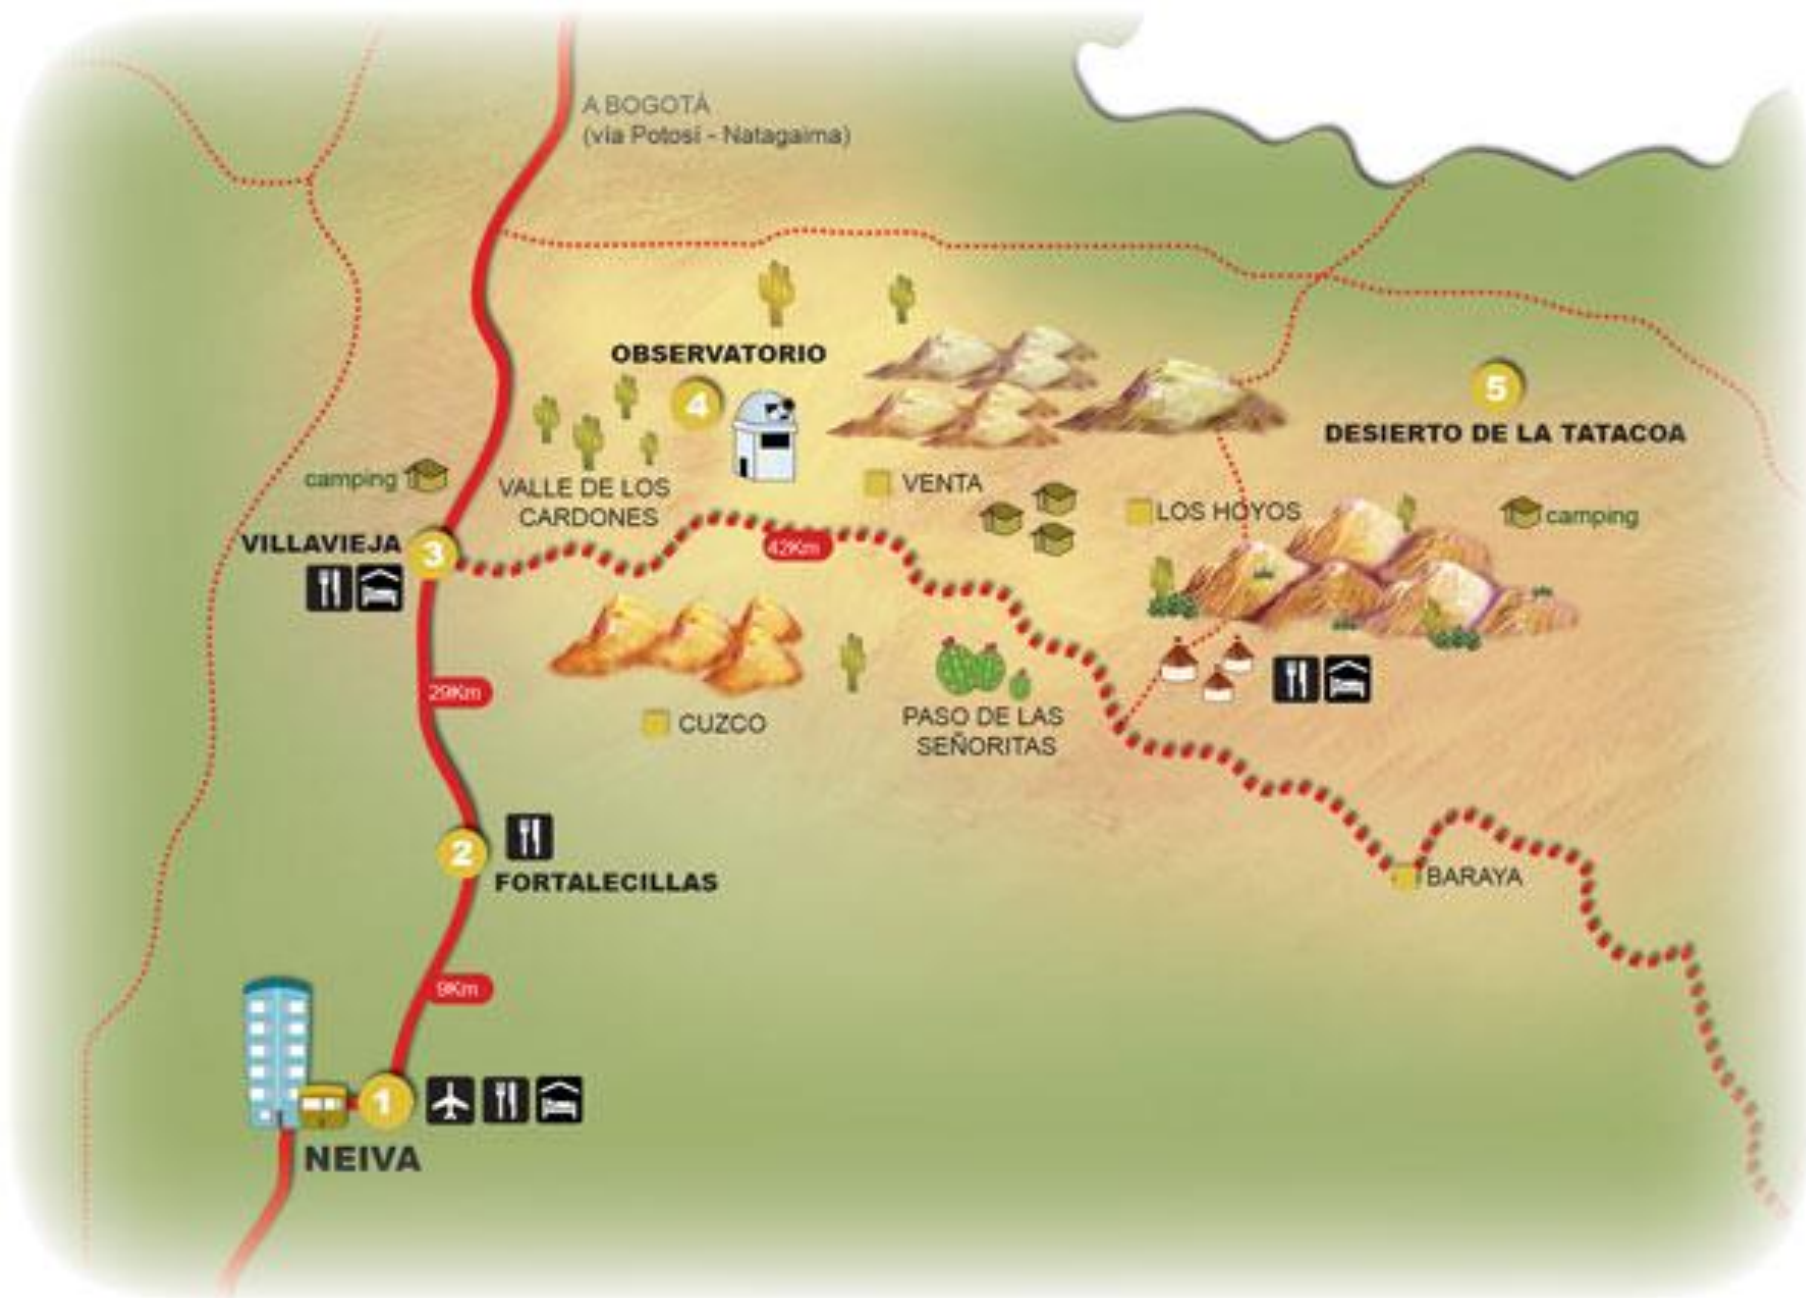 A BOGOTÁ
(vía Potosí - Natagaima)
OBSERVATORIO
4
5
DESIERTO DE LA TATACOA
camping
VALLE DE LOS
CARDONES
VENTA
LOS HOYOS
camping
VILLAVIEJA
3
42Km
29Km
CUZCO
PASO DE LAS
SEÑORITAS
2
FORTALECILLAS
BARAYA
9Km
1
NEIVA